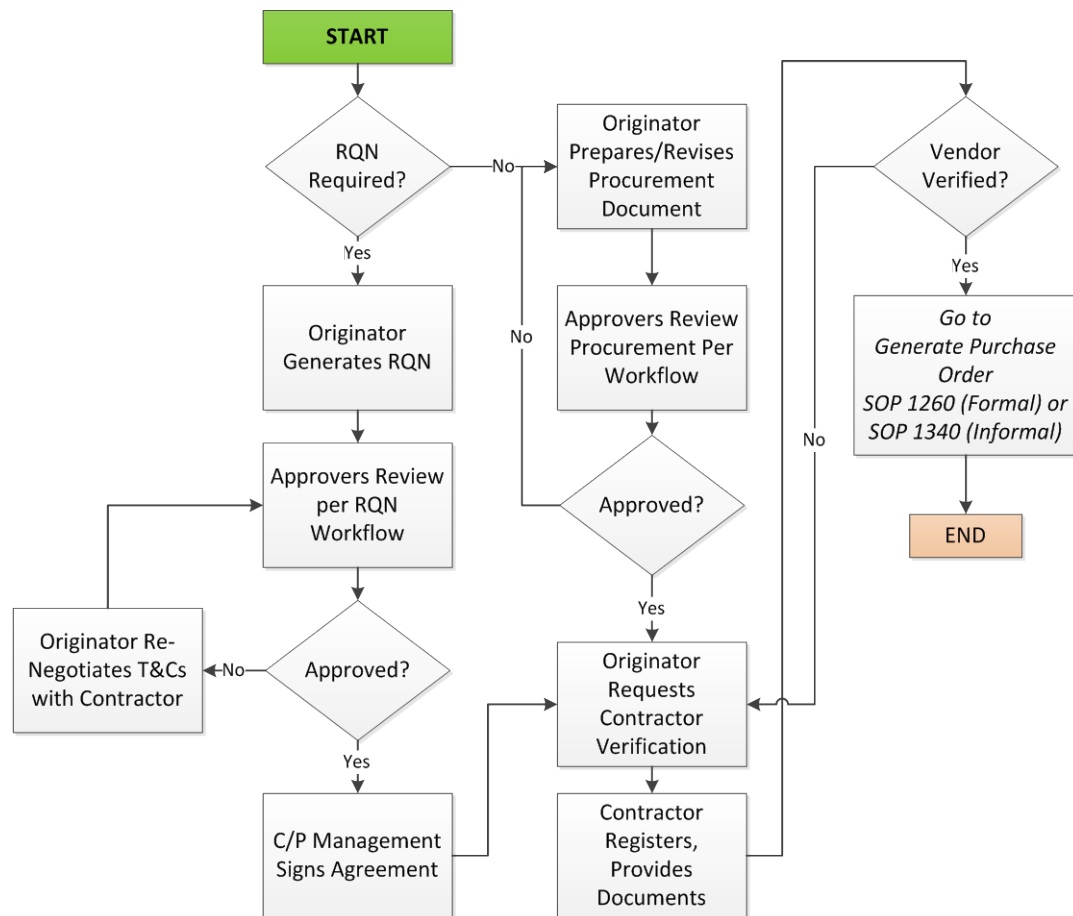 START
RQN
Required?
No
Yes
Originator
Generates RQN
Approvers Review
per RQN
Workflow
Originator Re-
Negotiates T&Cs
with Contractor
No
Approved?
Yes
C/P Management
Signs Agreement
Originator
Prepares/Revises
Procurement
Document
Approvers Review
Procurement Per
Workflow
No
Approved?
Yes
Originator
Requests
Contractor
Verification
Contractor
Registers,
Provides
Documents
Vendor
Verified?
No
Yes
Go to
Generate Purchase
Order
SOP 1260 (Formal) or
SOP 1340 (Informal)
END